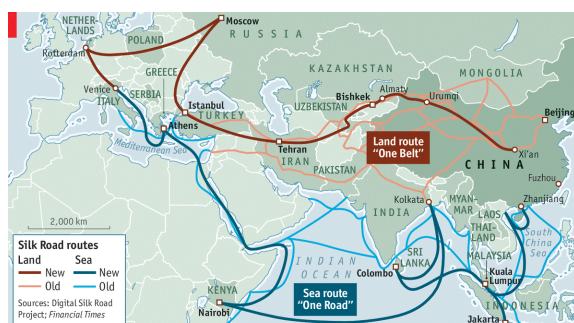 NETHER-
LANDS
Moscow
RUSSIA
POLAND
Rotterdam
KAZAKHSTAN
MONGOLIA
GREECE
Venice
SERBIA
ITALY
Bishkek
Almaty
Urumqi
Istanbul
UZBEKISTAN
TURKEY
Beijing
Athens
Mediterranean Sea
Tehran
IRAN
Land route
"One Belt"
Xi'an
CHINA
PAKISTAN
Fuzhou
Kolkata
Zhanjiang
2,000 km
INDIA
MYAN-
MAR
LAOS
THAI-
LAND
South
China
Sea
Silk Road routes
Land
Sea
New
New
Old
Old
Sources: Digital Silk Road
Project; Financial Times
INDIAN
OCEAN
SRI
LANKA
Colombo
MALAYSIA
Kuala
Lumpur
KENYA
Nairobi
Sea route
"One Road"
INDONESIA
Jakarta